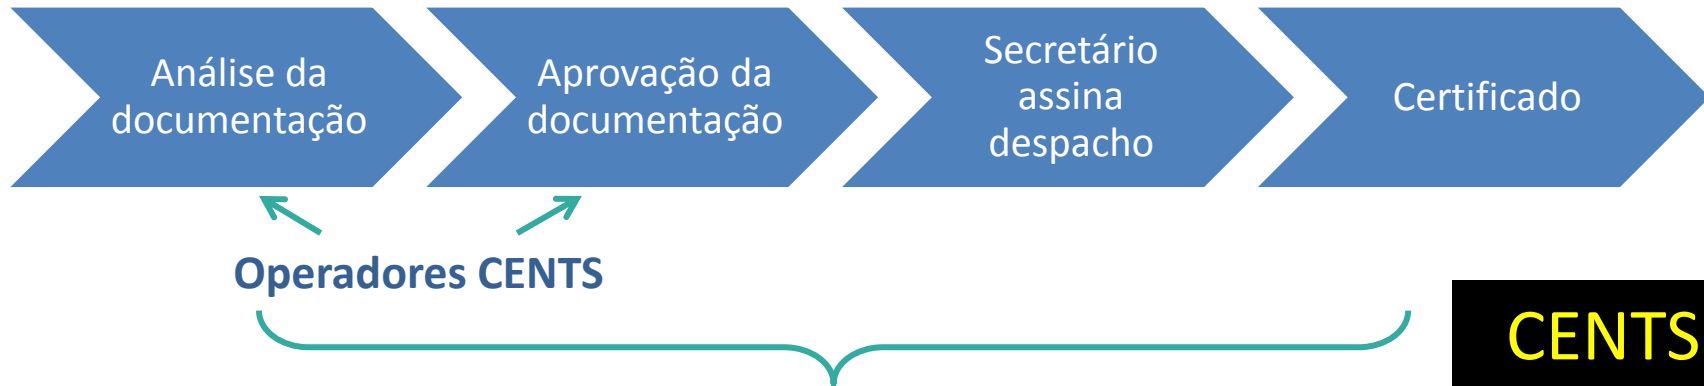 Análise da
documentação
Aprovação da
documentação
Secretário
assina
despacho
Certificado
Operadores CENTS
CENTS